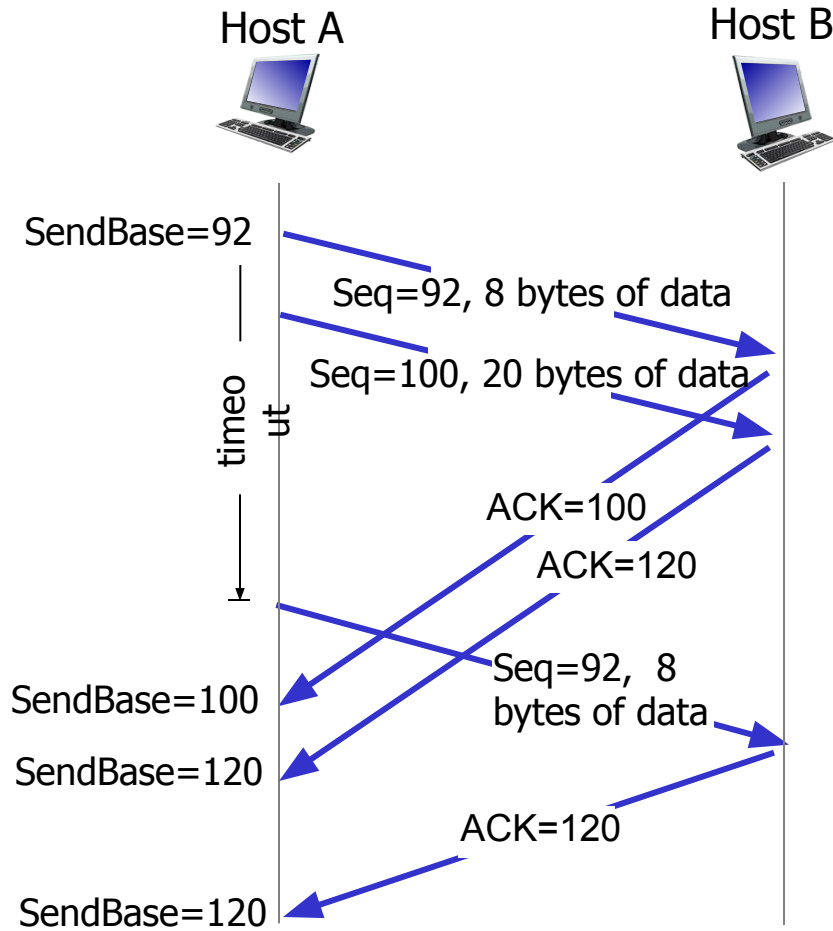 Host A
Host B
SendBase=92
Seq=92, 8 bytes of data
Seq=100, 20 bytes of data
timeo
ut
ACK=100
ACK=120
Seq=92,  8
bytes of data
SendBase=100
SendBase=120
ACK=120
SendBase=120